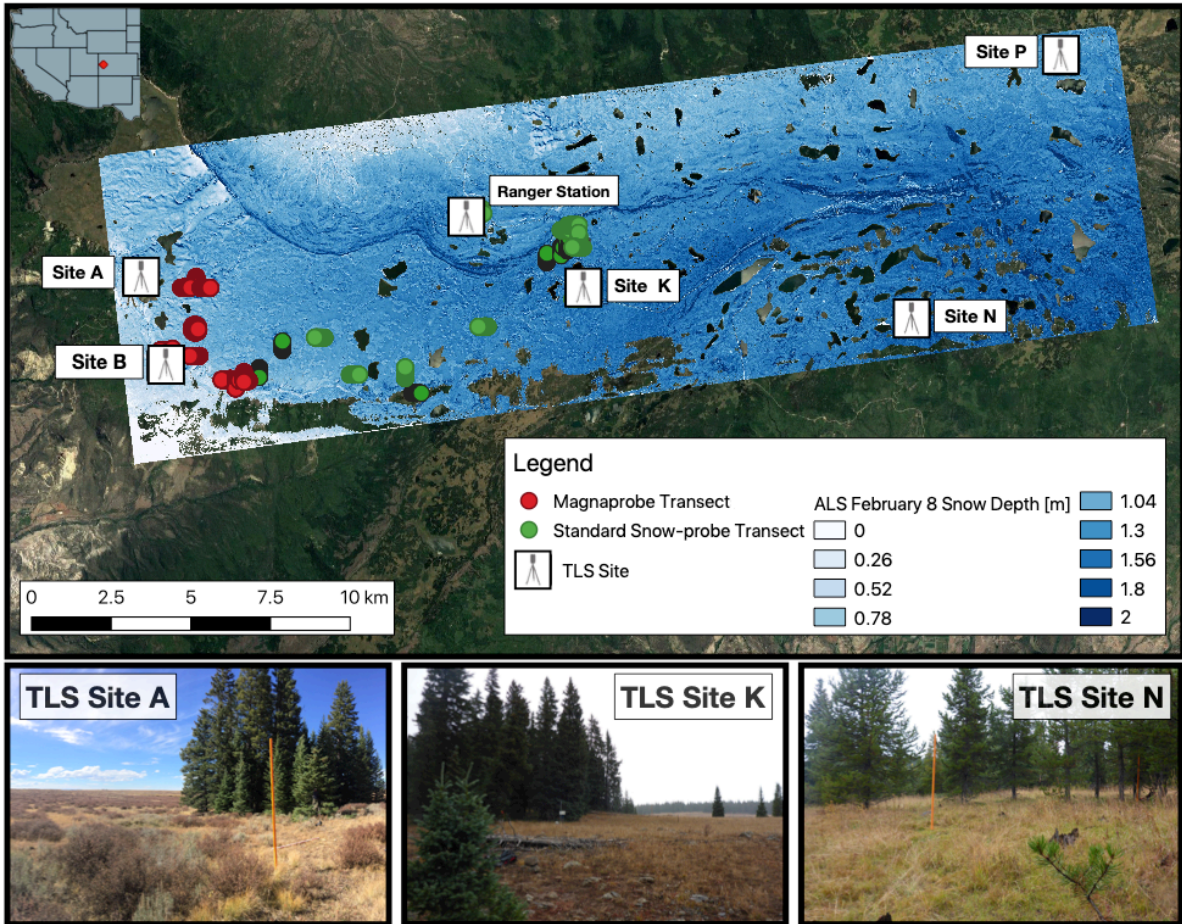 Site P
Ranger Station
Site A
Site K
Site N
Site B
Legend
Magnaprobe Transect
Standard Snow-probe Transect
TLS Site
ALS February 8 Snow Depth [m]
0
0.26
0.52
0.78
1.04
1.3
1.56
1.8
2
0 2.5 5 7.5 10 km
TLS Site A
TLS Site K
TLS Site N